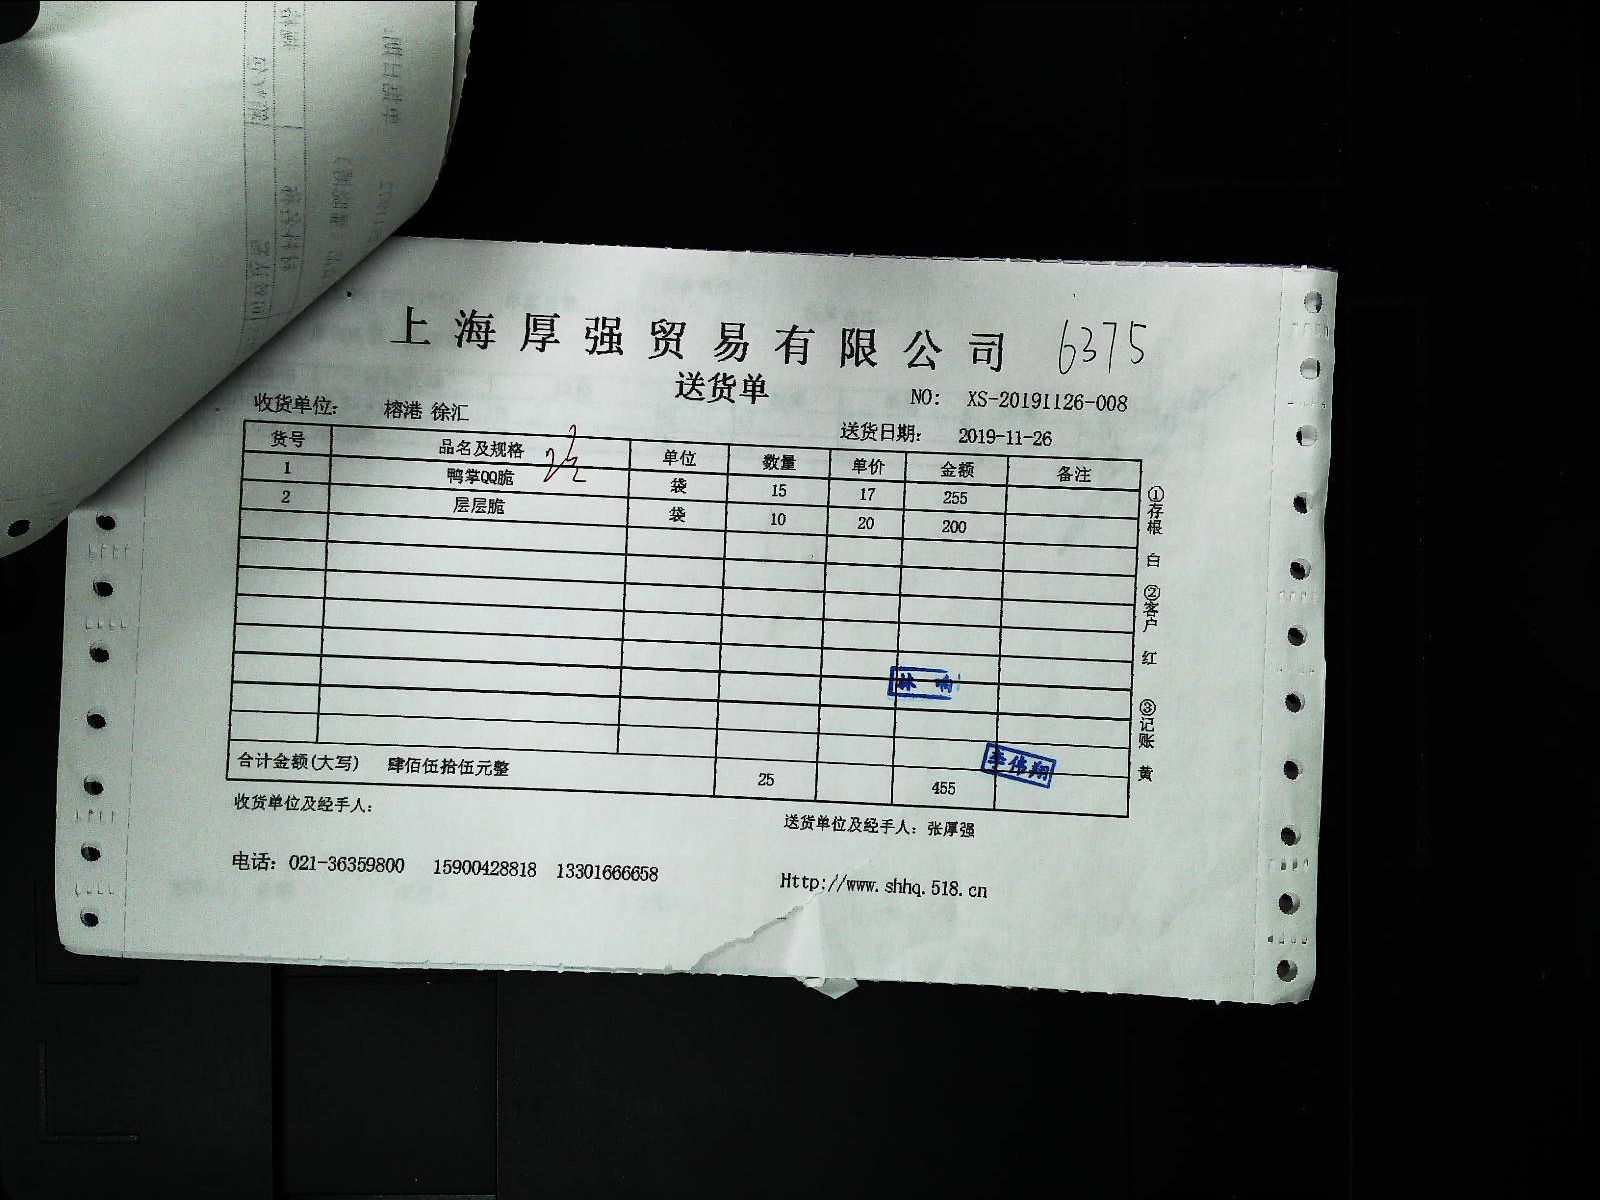 上海厚强贸易有限公司 6375
送货单
NO: XS-20191126-008
收货单位: 榕港 徐汇
送货日期: 2019-11-26
货号 品名及规格 单位 数量 单价 金额 备注
1 鸭掌QQ脆 袋 15 17 255
2 层层脆 袋 10 20 200
林 响
李伟翔
合计金额(大写) 肆佰伍拾伍元整 25 455
收货单位及经手人:
送货单位及经手人: 张厚强
电话: 021-36359800 15900428818 13301666658
Http://www.shhq.518.cn
①存根 白 ②客户 红 ③记账 黄